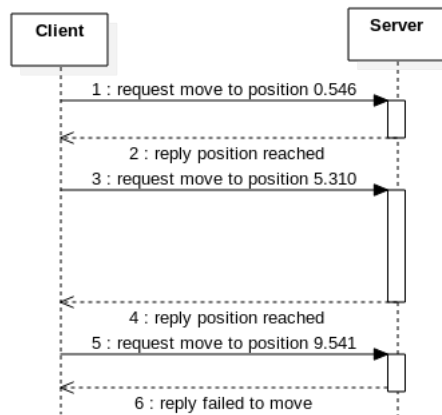 Client
Server
1 : request move to position 0.546
2 : reply position reached
3 : request move to position 5.310
4 : reply position reached
5 : request move to position 9.541
6 : reply failed to move